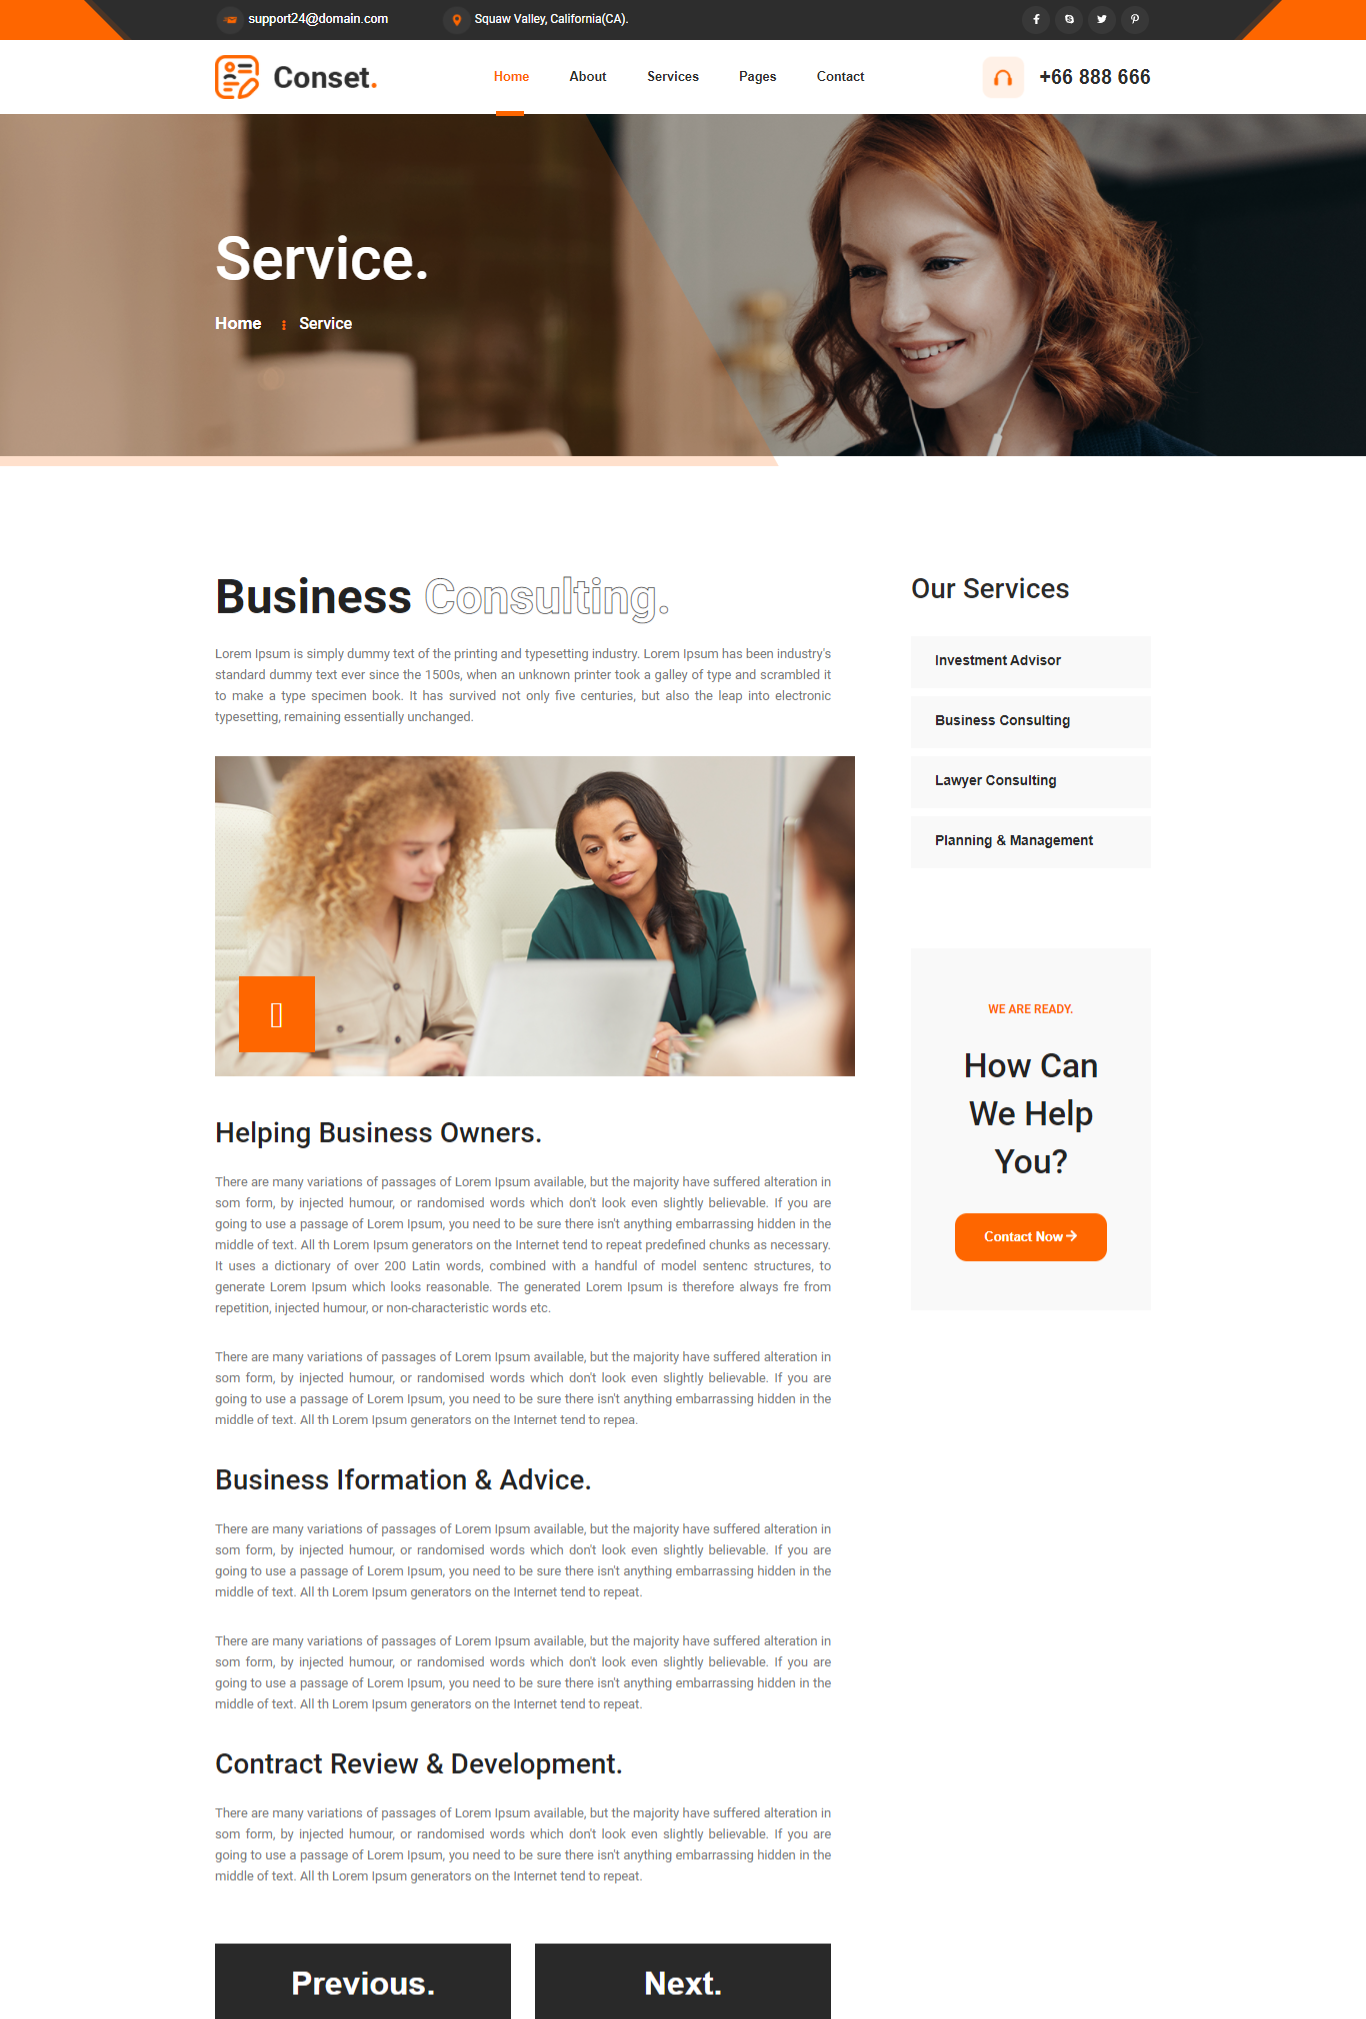 support24@domain.com
Squaw Valley, California(CA).
Conset.
Home
About
Services
Pages
Contact
+66 888 666
Service.
Home
Service
Business Consulting.
Lorem Ipsum is simply dummy text of the printing and typesetting industry. Lorem Ipsum has been industry's
standard dummy text ever since the 1500s, when an unknown printer took a galley of type and scrambled it
to make a type specimen book. It has survived not only five centuries, but also the leap into electronic
typesetting, remaining essentially unchanged.
Helping Business Owners.
There are many variations of passages of Lorem Ipsum available, but the majority have suffered alteration in
som form, by injected humour, or randomised words which don't look even slightly believable. If you are
going to use a passage of Lorem Ipsum, you need to be sure there isn't anything embarrassing hidden in the
middle of text. All th Lorem Ipsum generators on the Internet tend to repeat predefined chunks as necessary.
It uses a dictionary of over 200 Latin words, combined with a handful of model sentenc structures, to
generate Lorem Ipsum which looks reasonable. The generated Lorem Ipsum is therefore always fre from
repetition, injected humour, or non-characteristic words etc.
There are many variations of passages of Lorem Ipsum available, but the majority have suffered alteration in
som form, by injected humour, or randomised words which don't look even slightly believable. If you are
going to use a passage of Lorem Ipsum, you need to be sure there isn't anything embarrassing hidden in the
middle of text. All th Lorem Ipsum generators on the Internet tend to repea.
Business Iformation & Advice.
There are many variations of passages of Lorem Ipsum available, but the majority have suffered alteration in
som form, by injected humour, or randomised words which don't look even slightly believable. If you are
going to use a passage of Lorem Ipsum, you need to be sure there isn't anything embarrassing hidden in the
middle of text. All th Lorem Ipsum generators on the Internet tend to repeat.
There are many variations of passages of Lorem Ipsum available, but the majority have suffered alteration in
som form, by injected humour, or randomised words which don't look even slightly believable. If you are
going to use a passage of Lorem Ipsum, you need to be sure there isn't anything embarrassing hidden in the
middle of text. All th Lorem Ipsum generators on the Internet tend to repeat.
Contract Review & Development.
There are many variations of passages of Lorem Ipsum available, but the majority have suffered alteration in
som form, by injected humour, or randomised words which don't look even slightly believable. If you are
going to use a passage of Lorem Ipsum, you need to be sure there isn't anything embarrassing hidden in the
middle of text. All th Lorem Ipsum generators on the Internet tend to repeat.
Previous.
Next.
Our Services
Investment Advisor
Business Consulting
Lawyer Consulting
Planning & Management
WE ARE READY.
How Can
We Help
You?
Contact Now